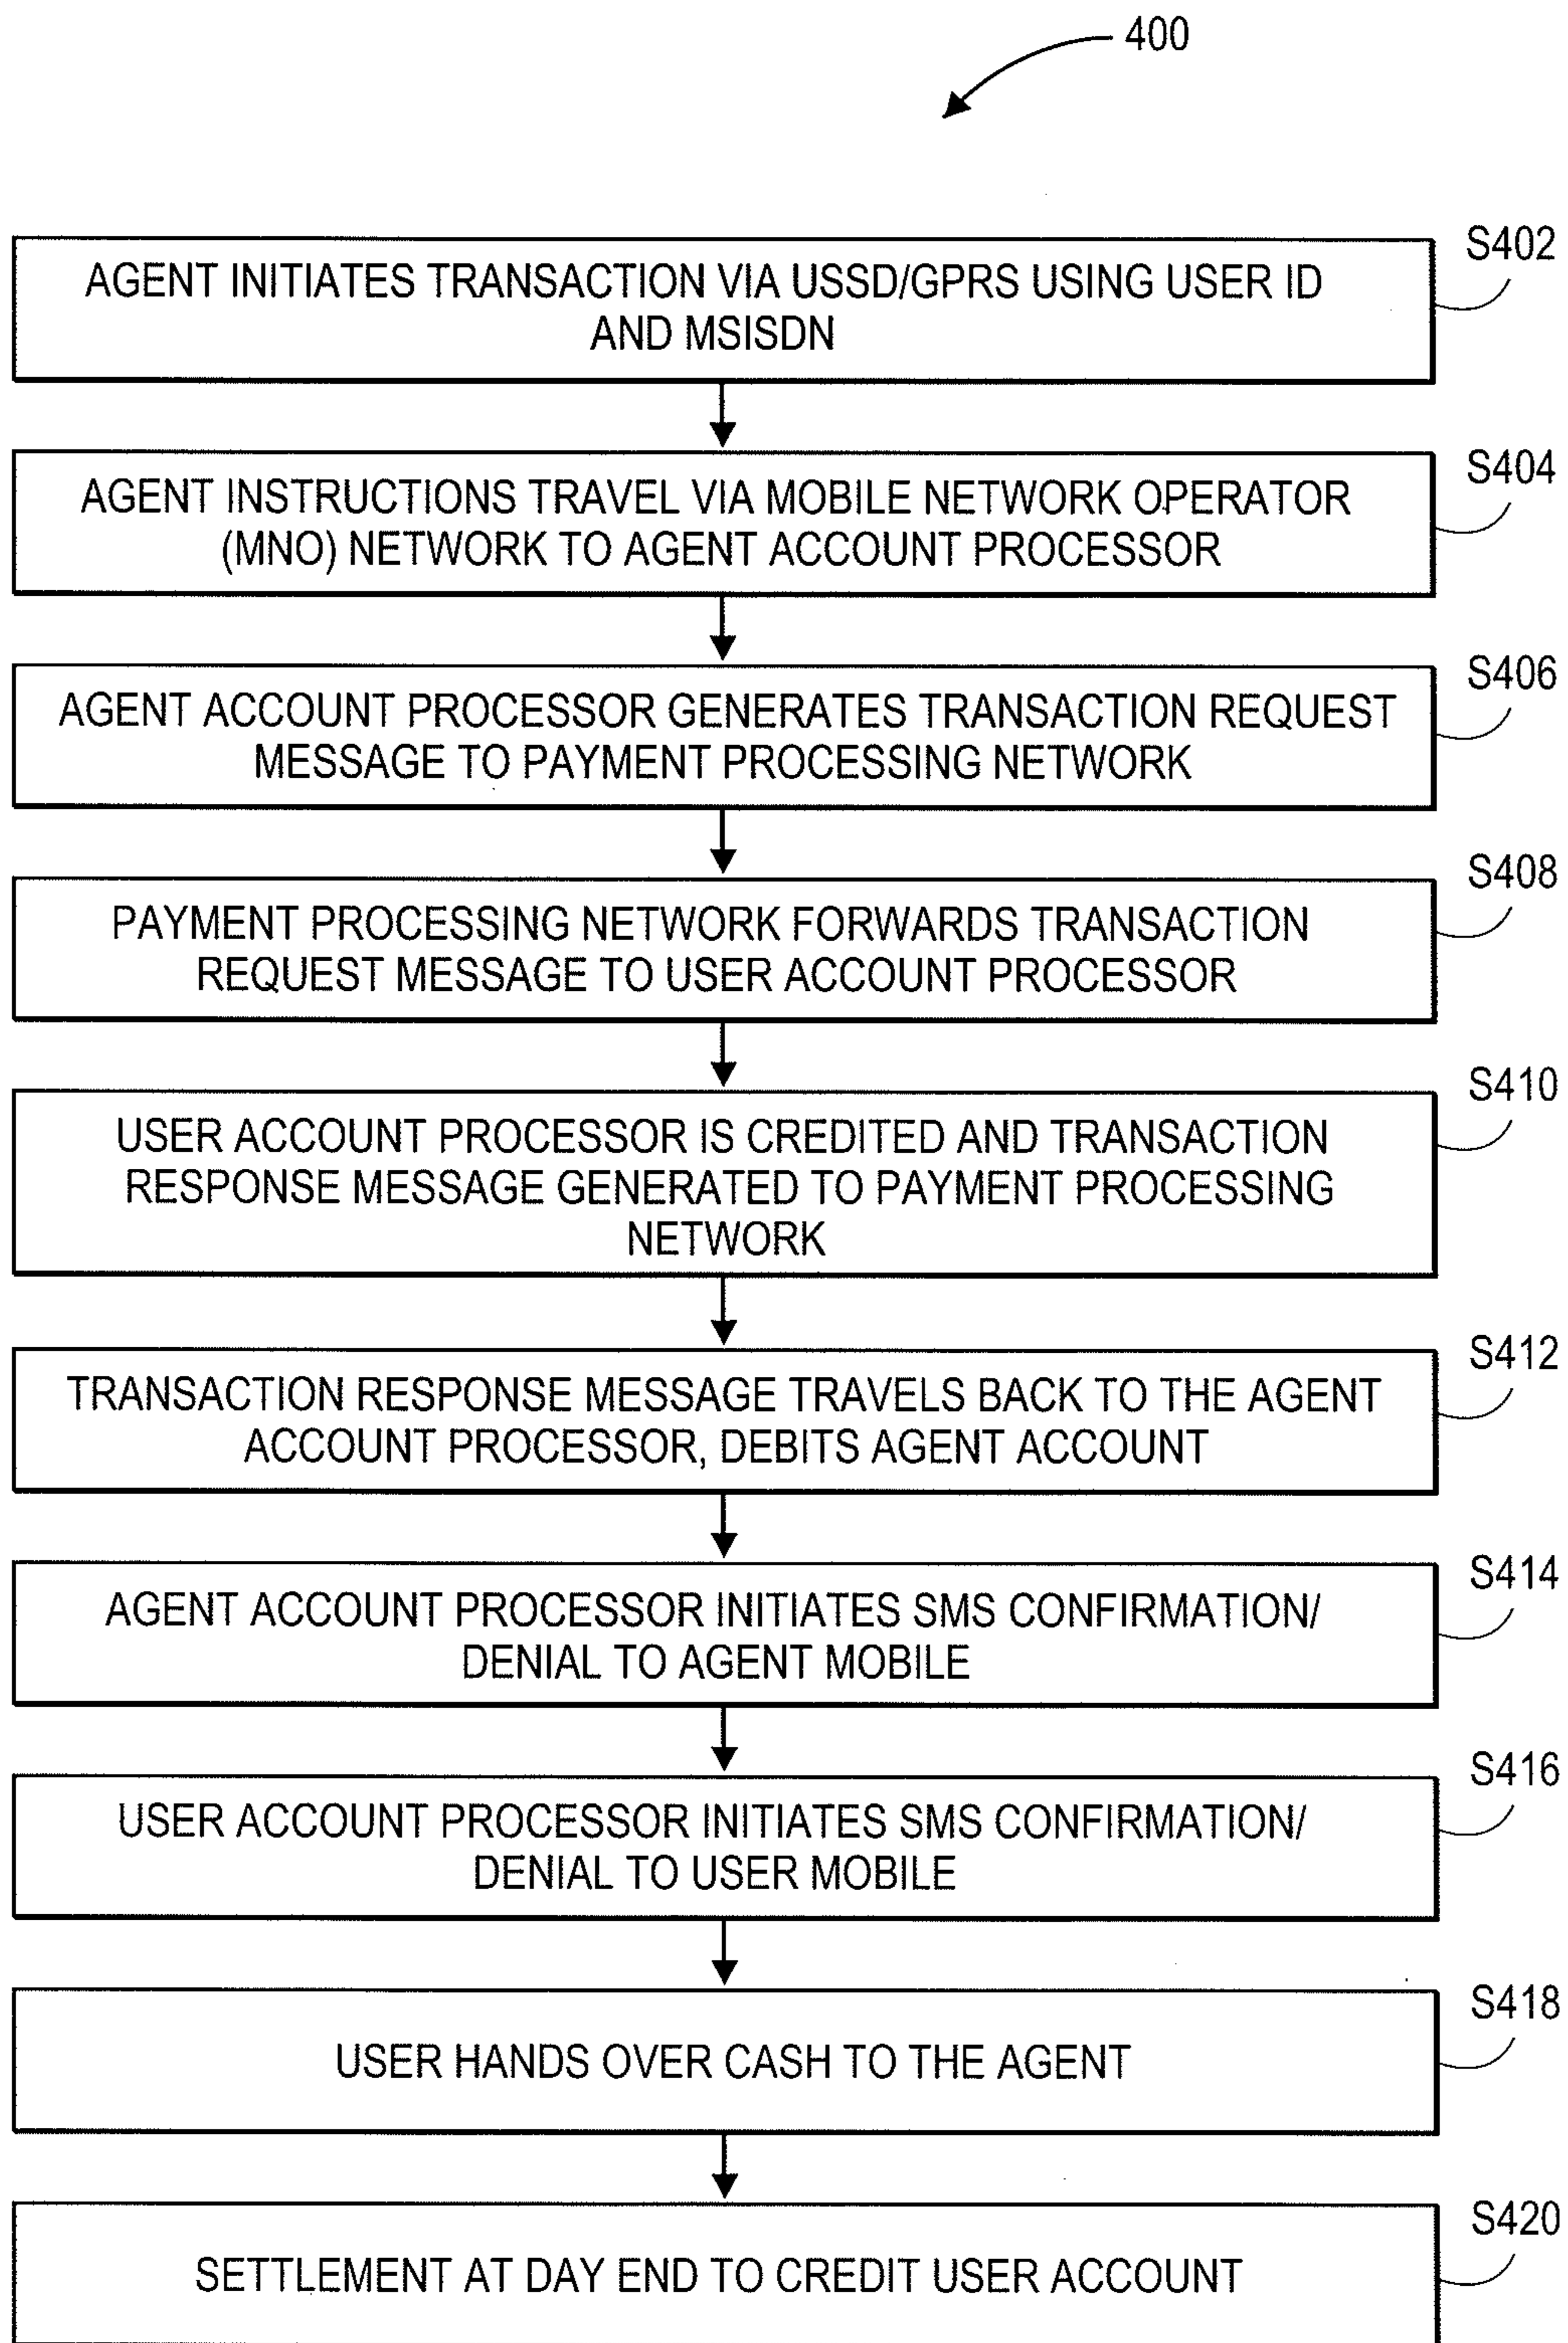 400
S402
AGENT INITIATES TRANSACTION VIA USSD/GPRS USING USER ID
AND MSISDN
S404
AGENT INSTRUCTIONS TRAVEL VIA MOBILE NETWORK OPERATOR
(MNO) NETWORK TO AGENT ACCOUNT PROCESSOR
S406
AGENT ACCOUNT PROCESSOR GENERATES TRANSACTION REQUEST
MESSAGE TO PAYMENT PROCESSING NETWORK
S408
PAYMENT PROCESSING NETWORK FORWARDS TRANSACTION
REQUEST MESSAGE TO USER ACCOUNT PROCESSOR
S410
USER ACCOUNT PROCESSOR IS CREDITED AND TRANSACTION
RESPONSE MESSAGE GENERATED TO PAYMENT PROCESSING
NETWORK
S412
TRANSACTION RESPONSE MESSAGE TRAVELS BACK TO THE AGENT
ACCOUNT PROCESSOR, DEBITS AGENT ACCOUNT
S414
AGENT ACCOUNT PROCESSOR INITIATES SMS CONFIRMATION/
DENIAL TO AGENT MOBILE
S416
USER ACCOUNT PROCESSOR INITIATES SMS CONFIRMATION/
DENIAL TO USER MOBILE
S418
USER HANDS OVER CASH TO THE AGENT
S420
SETTLEMENT AT DAY END TO CREDIT USER ACCOUNT